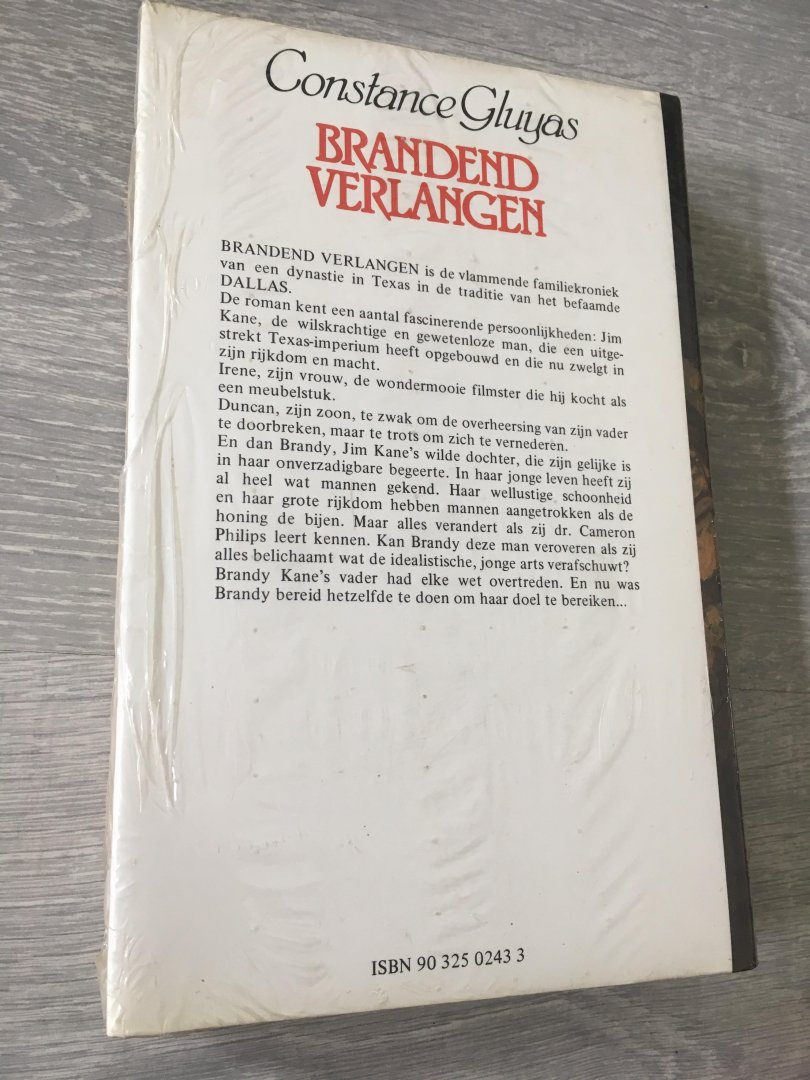 Constance Gluyas
BRANDEND
VERLANGEN
BRANDEND VERLANGEN is de vlammende familiekroniek
van een dynastie in Texas in de traditie van het befaamde
DALLAS.
De roman kent een aantal fascinerende persoonlijkheden: Jim
Kane, de wilskrachtige en gewetenloze man, die een uitge-
strekt Texas-imperium heeft opgebouwd en die nu zwelgt in
zijn rijkdom en macht.
Irene, zijn vrouw, de wondermooie filmster die hij kocht als
een meubelstuk.
Duncan, zijn zoon, te zwak om de overheersing van zijn vader
te doorbreken, maar te trots om zich te vernederen.
En dan Brandy, Jim Kane's wilde dochter, die zijn gelijke is
in haar onverzadigbare begeerte. In haar jonge leven heeft zij
al heel wat mannen gekend. Haar wellustige schoonheid
en haar grote rijkdom hebben mannen aangetrokken als de
honing de bijen. Maar alles verandert als zij dr. Cameron
Philips leert kennen. Kan Brandy deze man veroveren als zij
alles belichaamt wat de idealistische, jonge arts verafschuwt?
Brandy Kane's vader had elke wet overtreden. En nu was
Brandy bereid hetzelfde te doen om haar doel te bereiken...
ISBN 90 325 0243 3